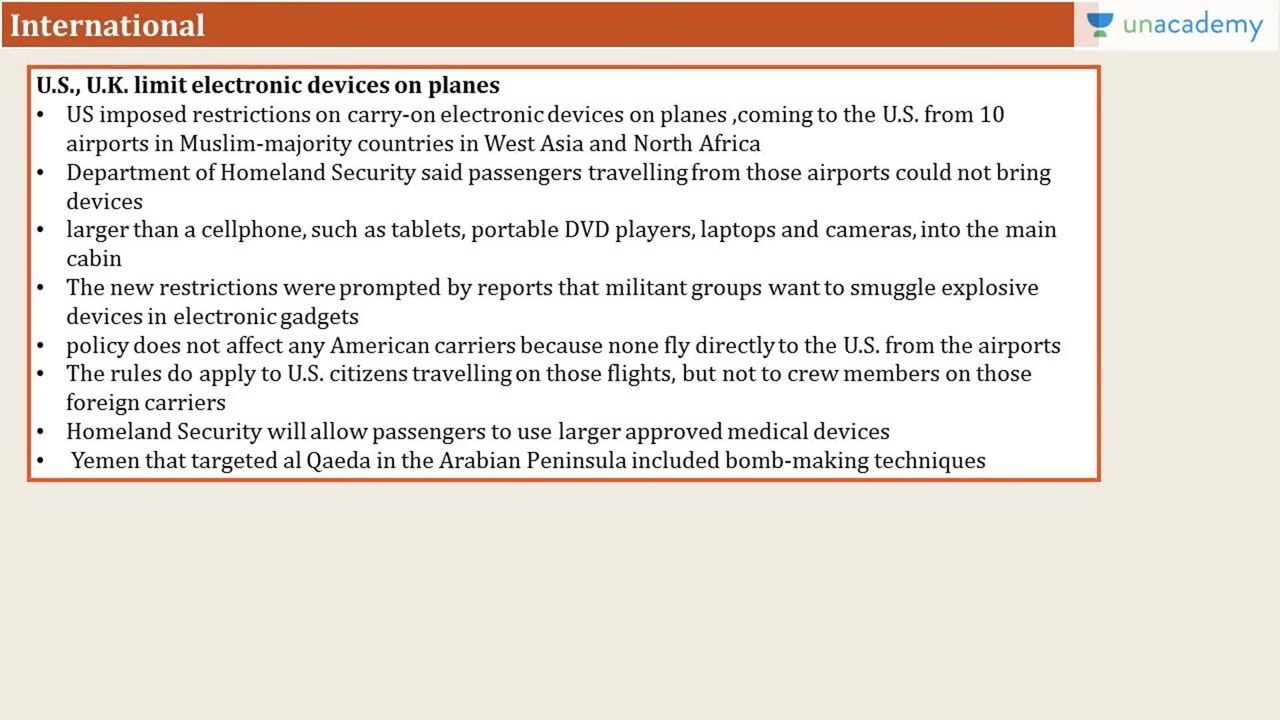 International
unacademy
U.S., U.K. limit electronic devices on planes
• US imposed restrictions on carry-on electronic devices on planes ,coming to the U.S. from 10
airports in Muslim-majority countries in West Asia and North Africa
• Department of Homeland Security said passengers travelling from those airports could not bring
devices
• larger than a cellphone, such as tablets, portable DVD players, laptops and cameras, into the main
cabin
• The new restrictions were prompted by reports that militant groups want to smuggle explosive
devices in electronic gadgets
• policy does not affect any American carriers because none fly directly to the U.S. from the airports
• The rules do apply to U.S. citizens travelling on those flights, but not to crew members on those
foreign carriers
• Homeland Security will allow passengers to use larger approved medical devices
• Yemen that targeted al Qaeda in the Arabian Peninsula included bomb-making techniques